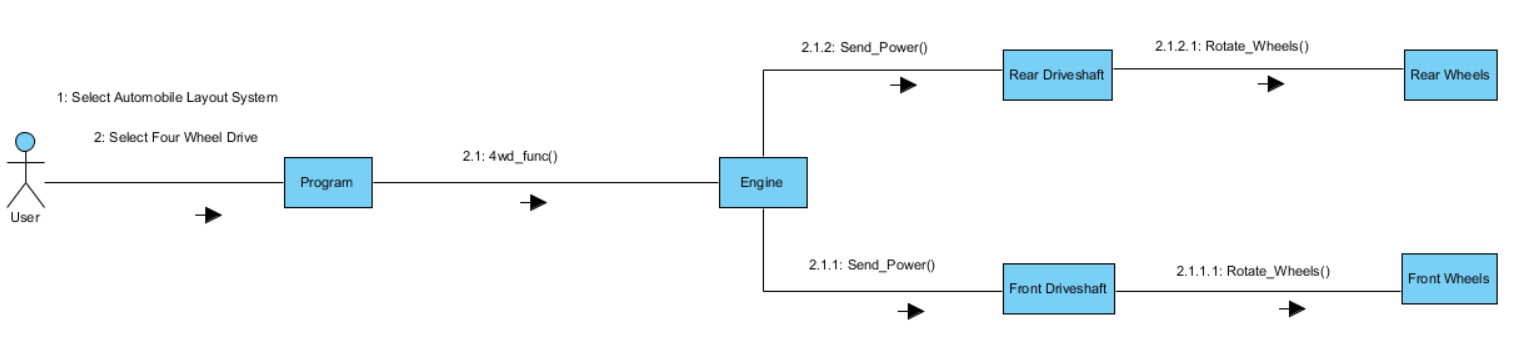 2.1.2: Send_Power()
2.1.2.1: Rotate_Wheels()
Rear Driveshaft
Rear Wheels
1: Select Automobile Layout System
2: Select Four Wheel Drive
2.1: 4wd_func()
User
Program
Engine
2.1.1: Send_Power()
2.1.1.1: Rotate_Wheels()
Front Driveshaft
Front Wheels